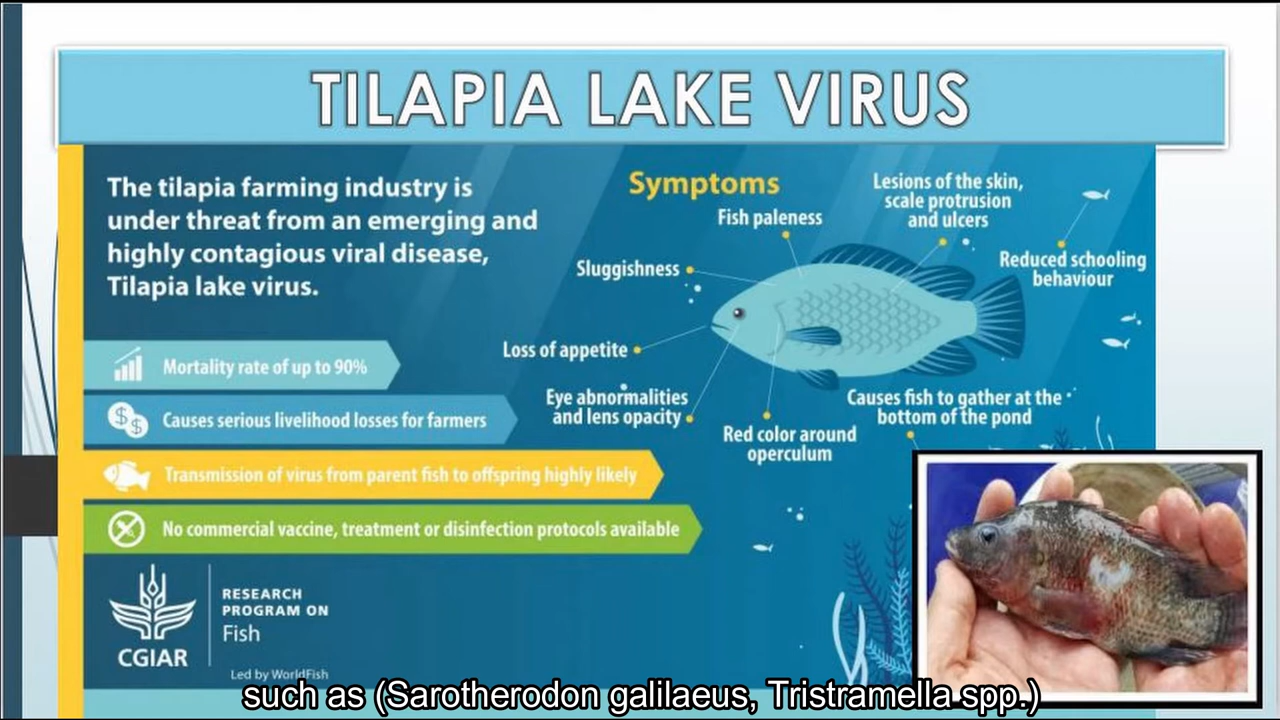 TILAPIA LAKE VIRUS
The tilapia farming industry is
under threat from an emerging and
highly contagious viral disease,
Tilapia lake virus.
Mortality rate of up to 90%
Causes serious livelihood losses for farmers
Transmission of virus from parent fish to offspring highly likely
No commercial vaccine, treatment or disinfection protocols available
Symptoms
Fish paleness
Lesions of the skin,
scale protrusion
and ulcers
Reduced schooling
behaviour
Sluggishness
Loss of appetite
Eye abnormalities
and lens opacity
Red color around
operculum
Causes fish to gather at the
bottom of the pond
CGIAR
RESEARCH
PROGRAM ON
Fish
Led by WorldFish
such as (Sarotherodon galilaeus, Tristramella spp.)